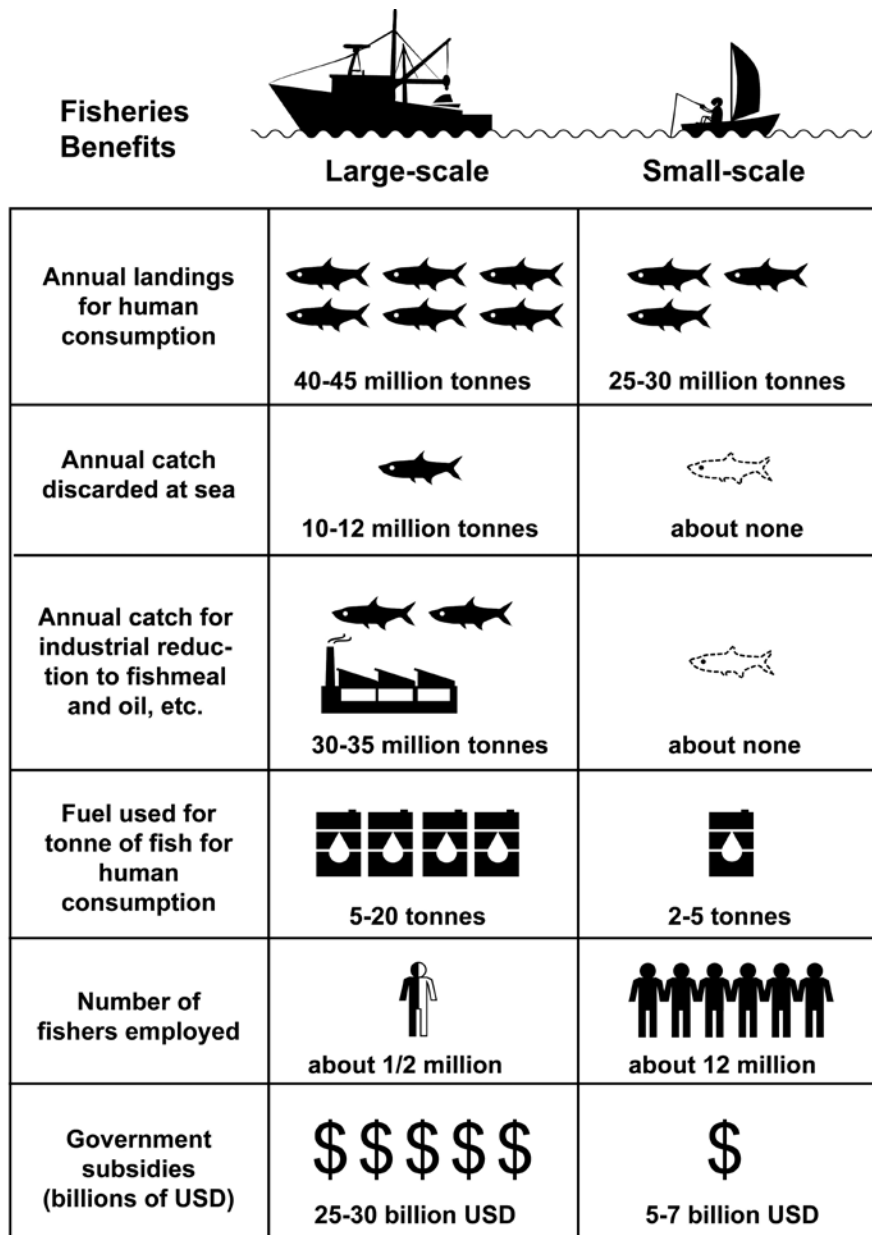 Fisheries
Benefits
Large-scale
Small-scale
Annual landings
for human
consumption
40-45 million tonnes
25-30 million tonnes
Annual catch
discarded at sea
10-12 million tonnes
about none
Annual catch for
industrial reduc-
tion to fishmeal
and oil, etc.
30-35 million tonnes
about none
Fuel used for
tonne of fish for
human
consumption
5-20 tonnes
2-5 tonnes
Number of
fishers employed
about 1/2 million
about 12 million
Government
subsidies
(billions of USD)
$ $ $ $ $
$
25-30 billion USD
5-7 billion USD